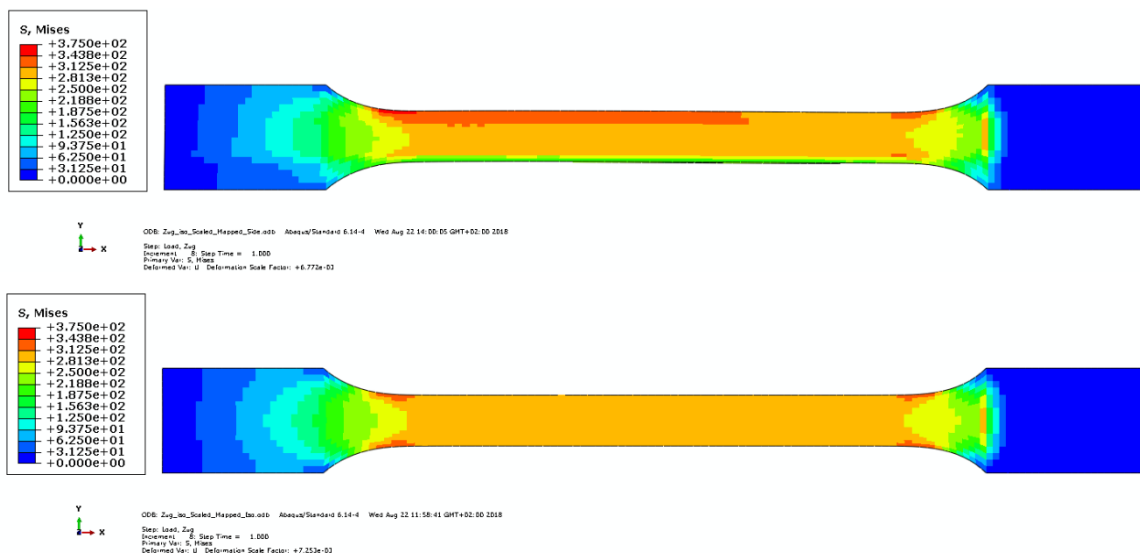 S, Mises
+3.750e+02
+3.438e+02
+3.125e+02
+2.813e+02
+2.500e+02
+2.188e+02
+1.875e+02
+1.563e+02
+1.250e+02
+9.375e+01
+6.250e+01
+3.125e+01
+0.000e+00
Y
X
ODB: Zug_iso_Scaled_Mapped_Side.odb Abaqus/Standard 6.14-4 Wed Aug 22 14:00:05 GMT+02:00 2018
Step: Load, Zug
Increment 8: Step Time = 1.000
Primary Var: S, Mises
Deformed Var: U Deformation Scale Factor: +6.772e-03
S, Mises
+3.750e+02
+3.438e+02
+3.125e+02
+2.813e+02
+2.500e+02
+2.188e+02
+1.875e+02
+1.563e+02
+1.250e+02
+9.375e+01
+6.250e+01
+3.125e+01
+0.000e+00
Y
X
ODB: Zug_iso_Scaled_Mapped_Iso.odb Abaqus/Standard 6.14-4 Wed Aug 22 11:58:41 GMT+02:00 2018
Step: Load, Zug
Increment 8: Step Time = 1.000
Primary Var: S, Mises
Deformed Var: U Deformation Scale Factor: +7.253e-03